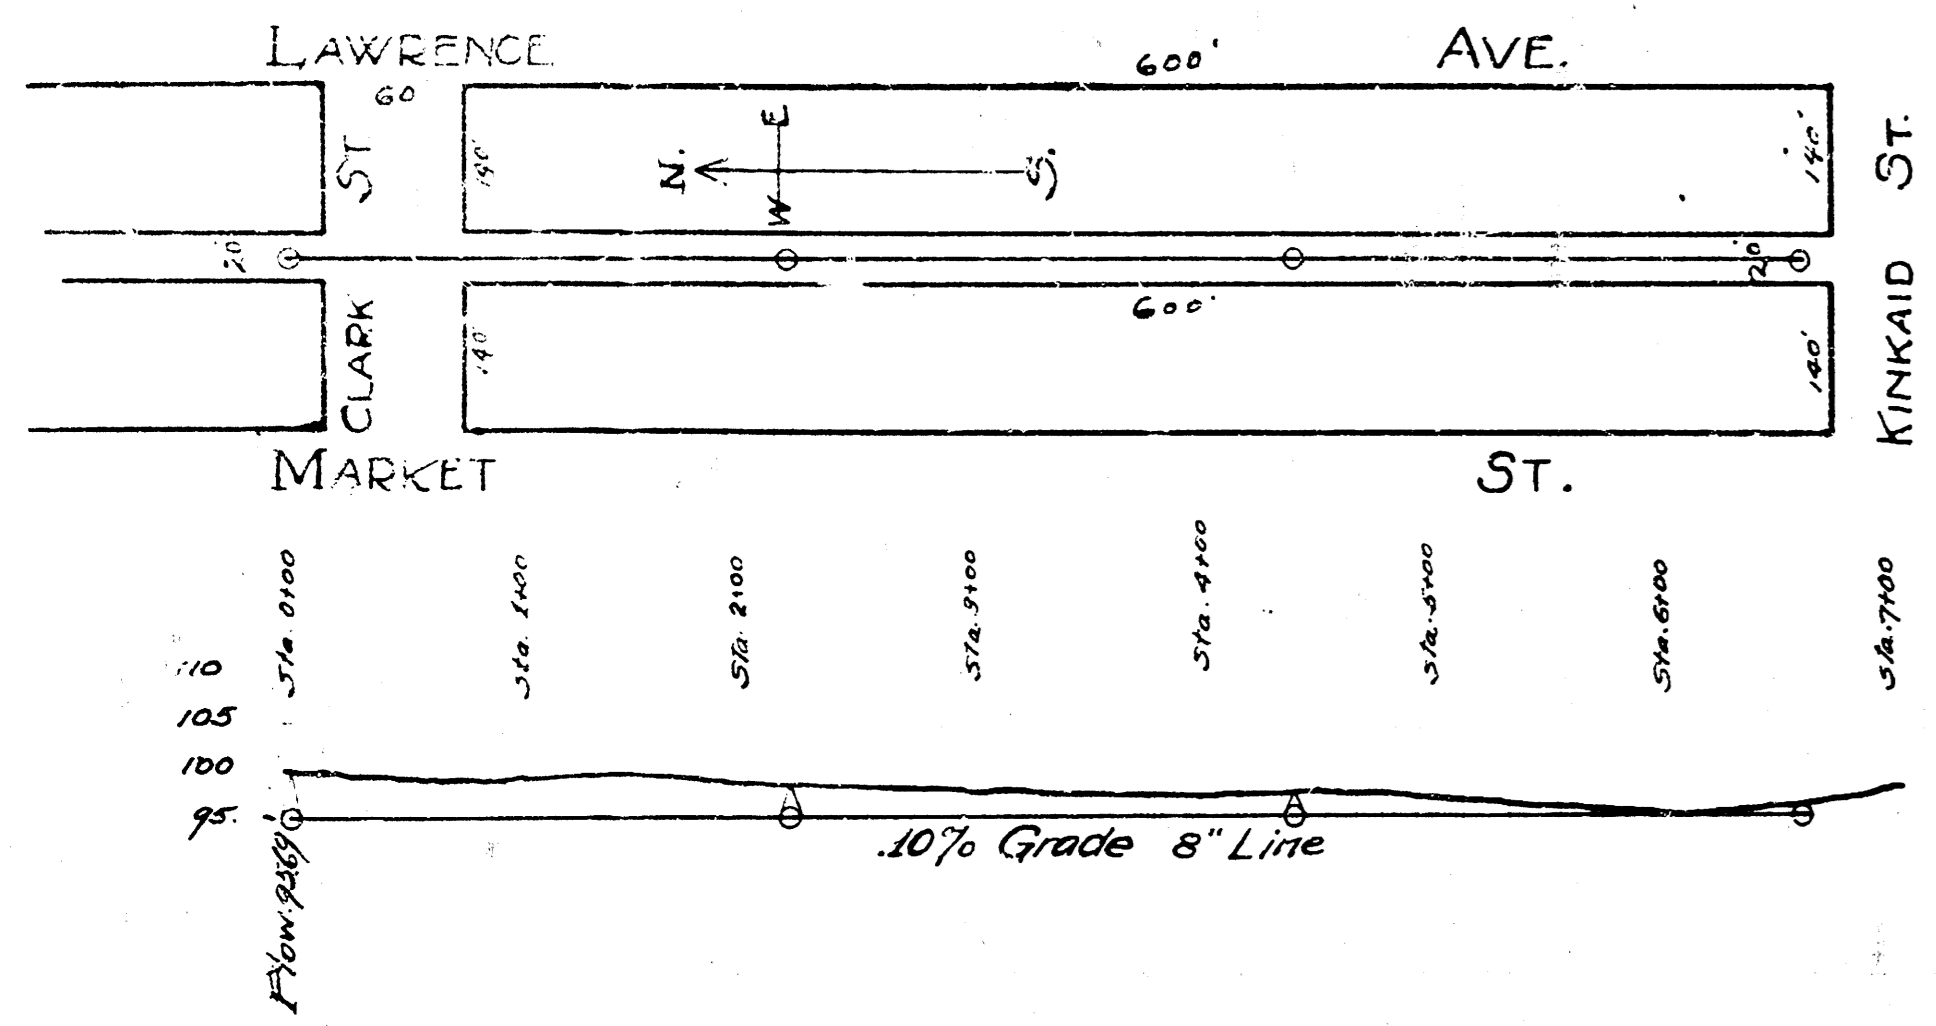 LAWRENCE AVE.
60
600'
ST
140'
N.
E
W
S.
140'
ST.
20'
20'
600'
CLARK
140'
140'
KINKAID
MARKET ST.
Sta. 0+00
Sta. 1+00
Sta. 2+00
Sta. 3+00
Sta. 4+00
Sta. 5+00
Sta. 6+00
Sta. 7+00
110
105
100
95.
.10% Grade 8" Line
Flow.